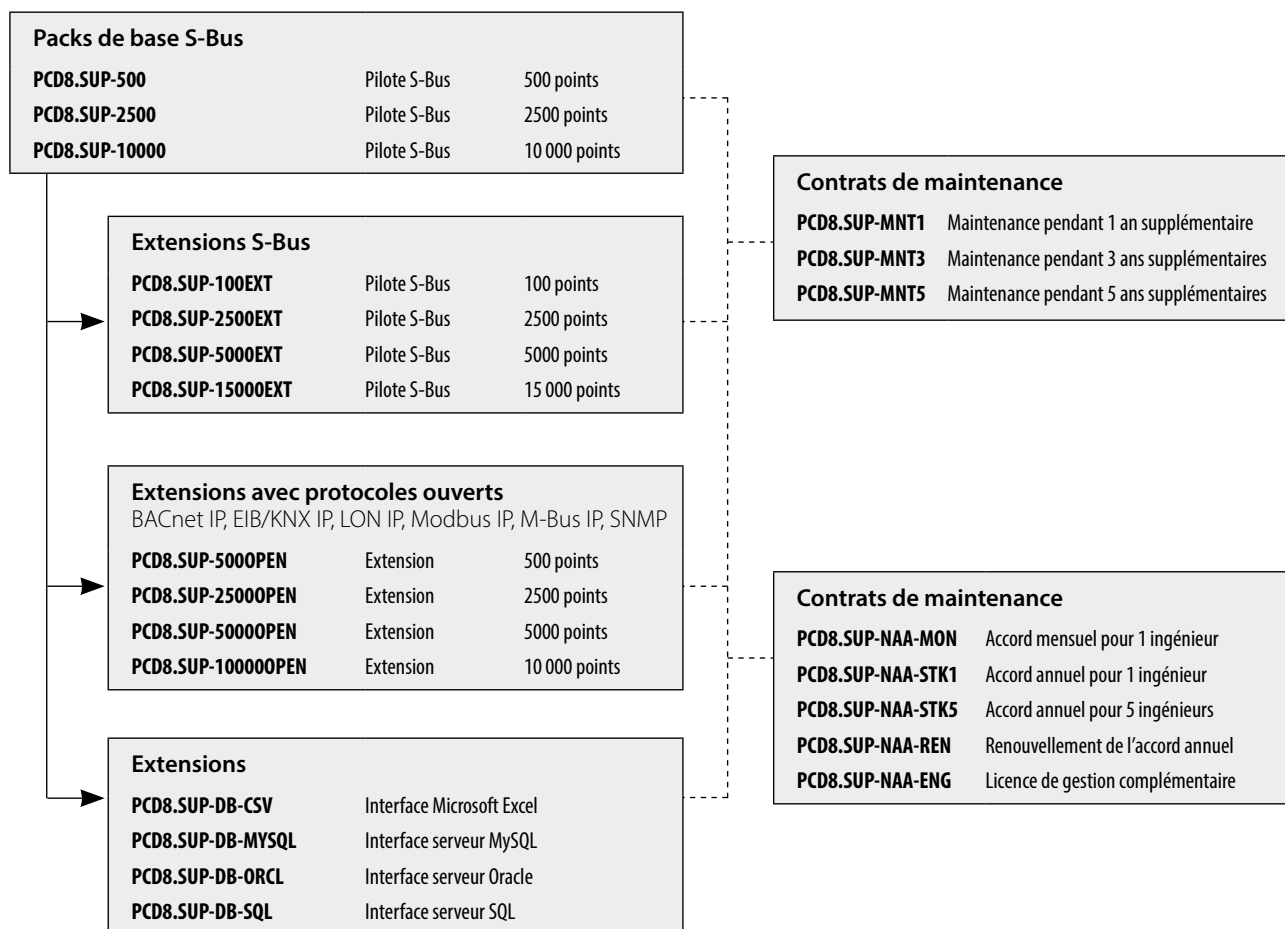 Packs de base S-Bus
PCD8.SUP-500 Pilote S-Bus 500 points
PCD8.SUP-2500 Pilote S-Bus 2500 points
PCD8.SUP-10000 Pilote S-Bus 10 000 points
Extensions S-Bus
PCD8.SUP-100EXT Pilote S-Bus 100 points
PCD8.SUP-2500EXT Pilote S-Bus 2500 points
PCD8.SUP-5000EXT Pilote S-Bus 5000 points
PCD8.SUP-15000EXT Pilote S-Bus 15 000 points
Extensions avec protocoles ouverts
BACnet IP, EIB/KNX IP, LON IP, Modbus IP, M-Bus IP, SNMP
PCD8.SUP-500OPEN Extension 500 points
PCD8.SUP-2500OPEN Extension 2500 points
PCD8.SUP-5000OPEN Extension 5000 points
PCD8.SUP-10000OPEN Extension 10 000 points
Extensions
PCD8.SUP-DB-CSV Interface Microsoft Excel
PCD8.SUP-DB-MYSQL Interface serveur MySQL
PCD8.SUP-DB-ORCL Interface serveur Oracle
PCD8.SUP-DB-SQL Interface serveur SQL
Contrats de maintenance
PCD8.SUP-MNT1 Maintenance pendant 1 an supplémentaire
PCD8.SUP-MNT3 Maintenance pendant 3 ans supplémentaires
PCD8.SUP-MNT5 Maintenance pendant 5 ans supplémentaires
Contrats de maintenance
PCD8.SUP-NAA-MON Accord mensuel pour 1 ingénieur
PCD8.SUP-NAA-STK1 Accord annuel pour 1 ingénieur
PCD8.SUP-NAA-STK5 Accord annuel pour 5 ingénieurs
PCD8.SUP-NAA-REN Renouvellement de l’accord annuel
PCD8.SUP-NAA-ENG Licence de gestion complémentaire